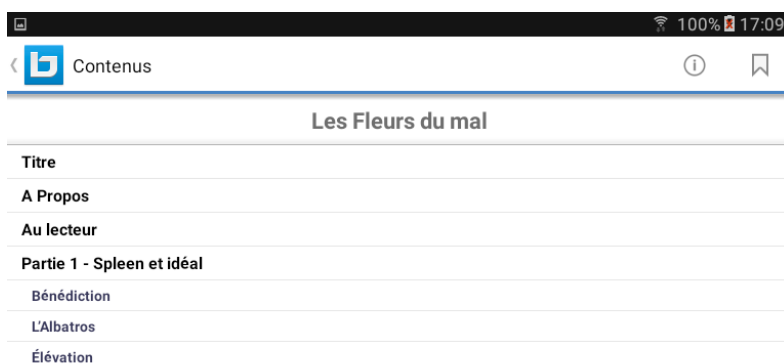 100% 17:09
Contenus
Les Fleurs du mal
Titre
A Propos
Au lecteur
Partie 1 - Spleen et idéal
Bénédiction
L'Albatros
Élévation